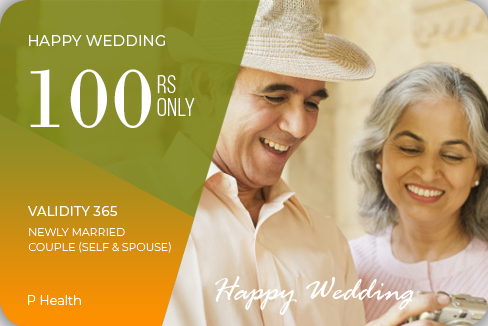 HAPPY WEDDING
100 RS
ONLY
VALIDITY 365
NEWLY MARRIED
COUPLE (SELF & SPOUSE)
P Health
Happy Wedding